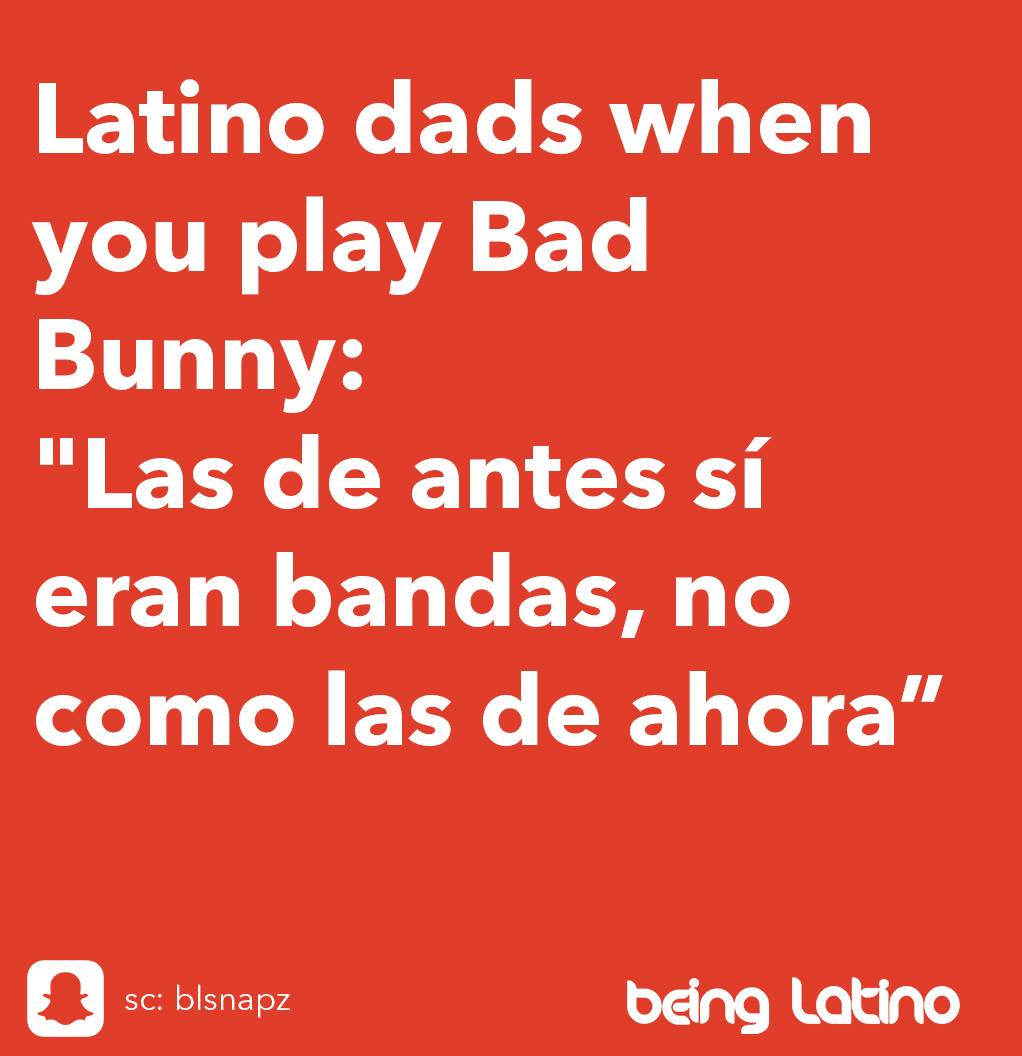 Latino dads when
you play Bad
Bunny:
"Las de antes sí
eran bandas, no
como las de ahora”
sc: blsnapz
being Latino